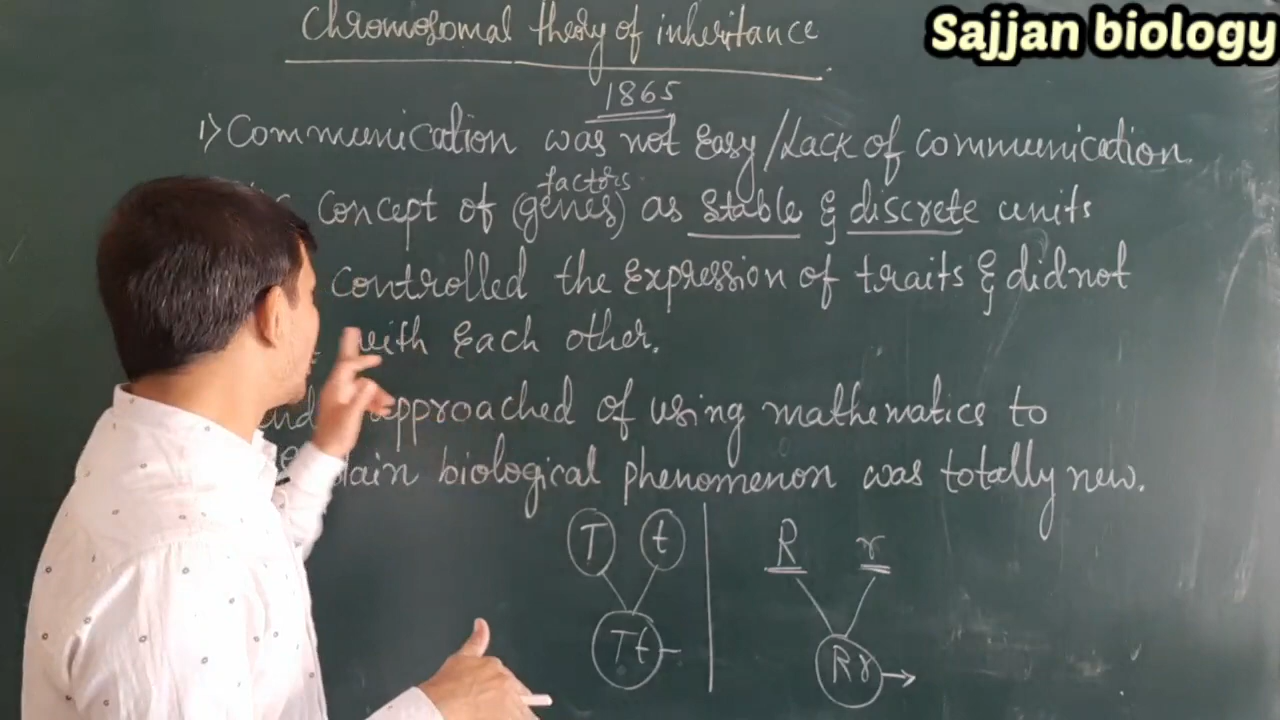 Sajjan biology
Chromosomal theory of inheritance
1865
1) Communication was not Easy/Lack of communication
factors
concept of (genes) as stable & discrete units
controlled the Expression of traits & did not
with Each other.
approached of using mathematics to
biological phenomenon was totally new.
T t R r
Tt Rr